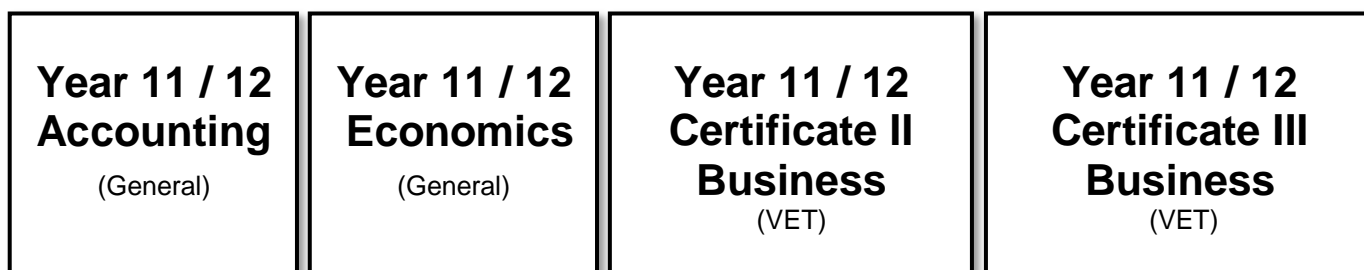 Year 11 / 12
Accounting
(General)
Year 11 / 12
Economics
(General)
Year 11 / 12
Certificate II
Business
(VET)
Year 11 / 12
Certificate III
Business
(VET)